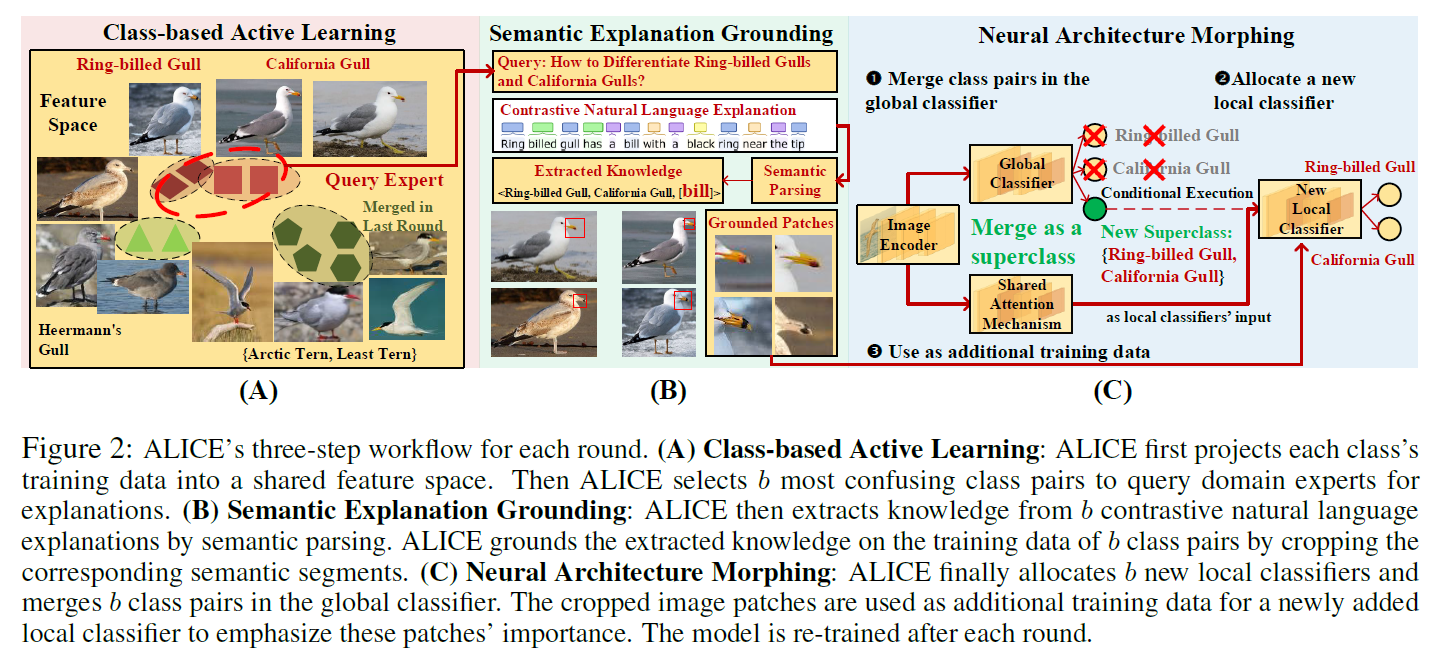 Class-based Active Learning
Ring-billed Gull
California Gull
Feature
Space
Query Expert
Merged in
Last Round
Heermann's
Gull
{Arctic Tern, Least Tern}
(A)
Semantic Explanation Grounding
Query: How to Differentiate Ring-billed Gulls
and California Gulls?
Contrastive Natural Language Explanation
Ring billed gull has a bill with a black ring near the tip
Extracted Knowledge
<Ring-billed Gull, California Gull, [bill]>
Semantic
Parsing
Grounded Patches
(B)
Neural Architecture Morphing
❶ Merge class pairs in the
global classifier
❷Allocate a new
local classifier
Global
Classifier
Ring-billed Gull
California Gull
Conditional Execution
Image
Encoder
Merge as a
superclass
New Superclass:
{Ring-billed Gull,
California Gull}
Shared
Attention
Mechanism
as local classifiers' input
New
Local
Classifier
Ring-billed Gull
California Gull
❸ Use as additional training data
(C)
Figure 2: ALICE's three-step workflow for each round. (A) Class-based Active Learning: ALICE first projects each class's
training data into a shared feature space. Then ALICE selects b most confusing class pairs to query domain experts for
explanations. (B) Semantic Explanation Grounding: ALICE then extracts knowledge from b contrastive natural language
explanations by semantic parsing. ALICE grounds the extracted knowledge on the training data of b class pairs by cropping the
corresponding semantic segments. (C) Neural Architecture Morphing: ALICE finally allocates b new local classifiers and
merges b class pairs in the global classifier. The cropped image patches are used as additional training data for a newly added
local classifier to emphasize these patches' importance. The model is re-trained after each round.